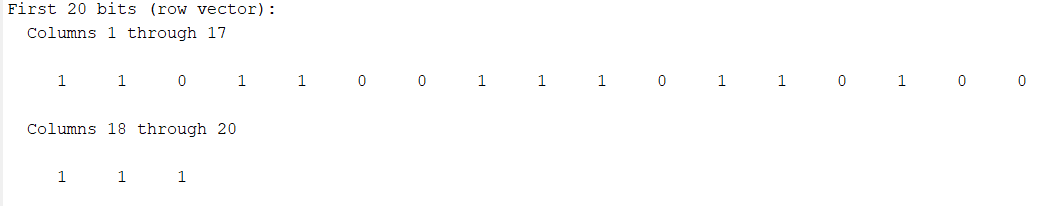 First 20 bits (row vector):
Columns 1 through 17
1 1 0 1 1 0 0 1 1 1 0 1 1 0 1 0 0
Columns 18 through 20
1 1 1